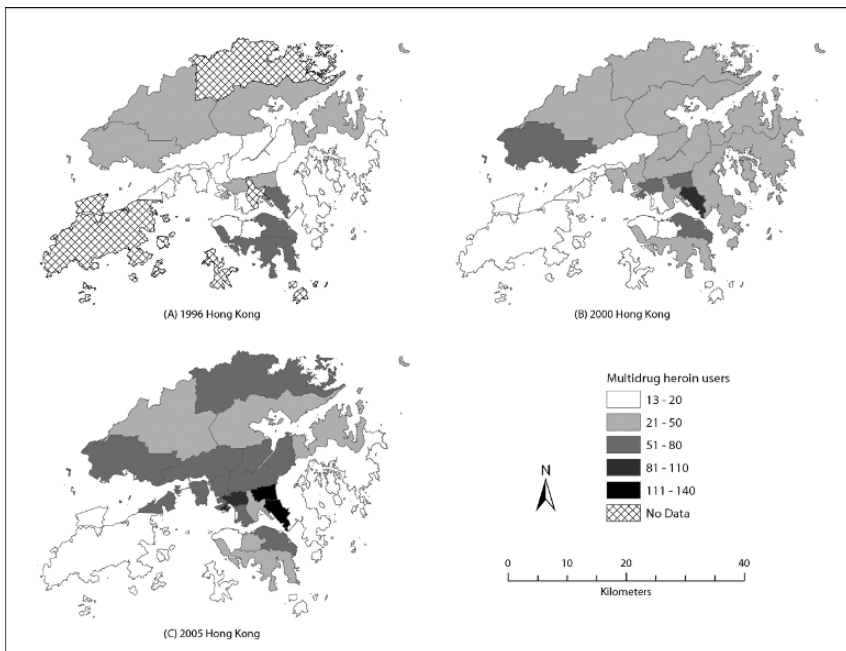 (A) 1996 Hong Kong
(B) 2000 Hong Kong
Multidrug heroin users
13 - 20
21 - 50
51 - 80
81 - 110
111 - 140
No Data
N
0 10 20 40
Kilometers
(C) 2005 Hong Kong